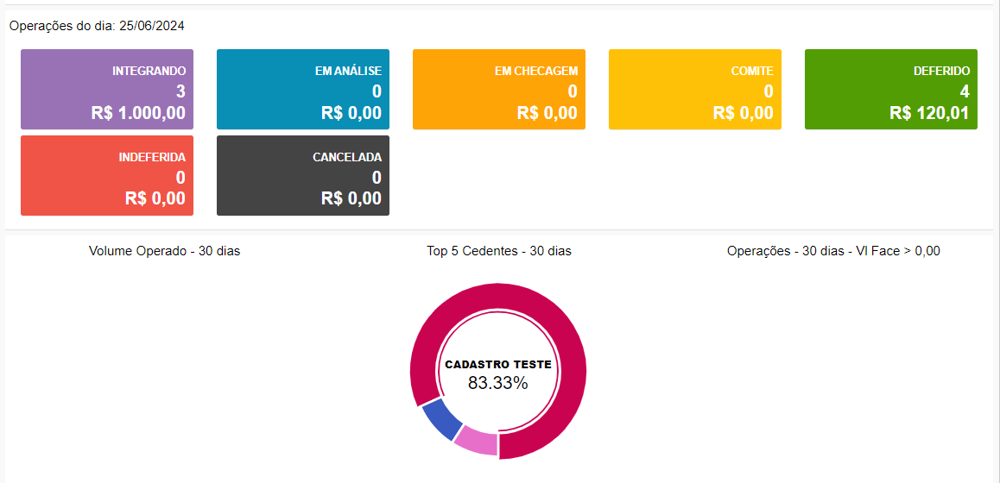 Operações do dia: 25/06/2024
INTEGRANDO
3
R$ 1.000,00
EM ANÁLISE
0
R$ 0,00
EM CHECAGEM
0
R$ 0,00
COMITE
0
R$ 0,00
DEFERIDO
4
R$ 120,01
INDEFERIDA
0
R$ 0,00
CANCELADA
0
R$ 0,00
Volume Operado - 30 dias
Top 5 Cedentes - 30 dias
Operações - 30 dias - Vl Face > 0,00
CADASTRO TESTE
83.33%